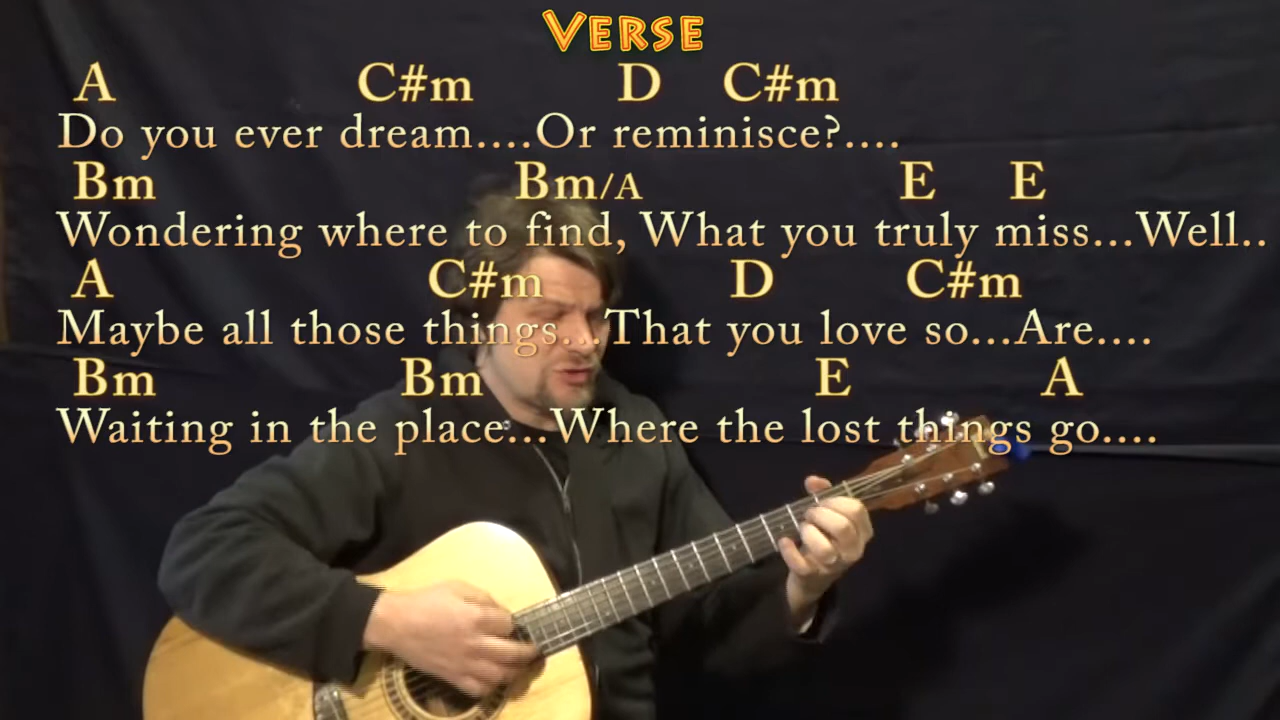 VERSE
A C#m D C#m
Do you ever dream....Or reminisce?....
Bm Bm/A E E
Wondering where to find, What you truly miss...Well..
A C#m D C#m
Maybe all those things...That you love so...Are....
Bm Bm E A
Waiting in the place...Where the lost things go....